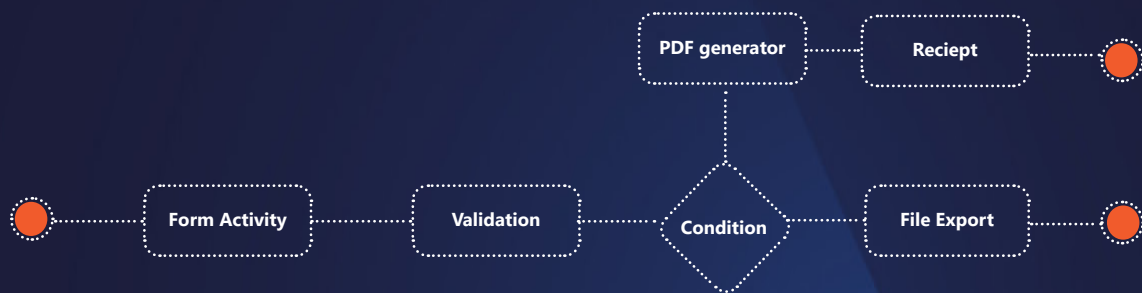 PDF generator
Reciept
Form Activity
Validation
Condition
File Export